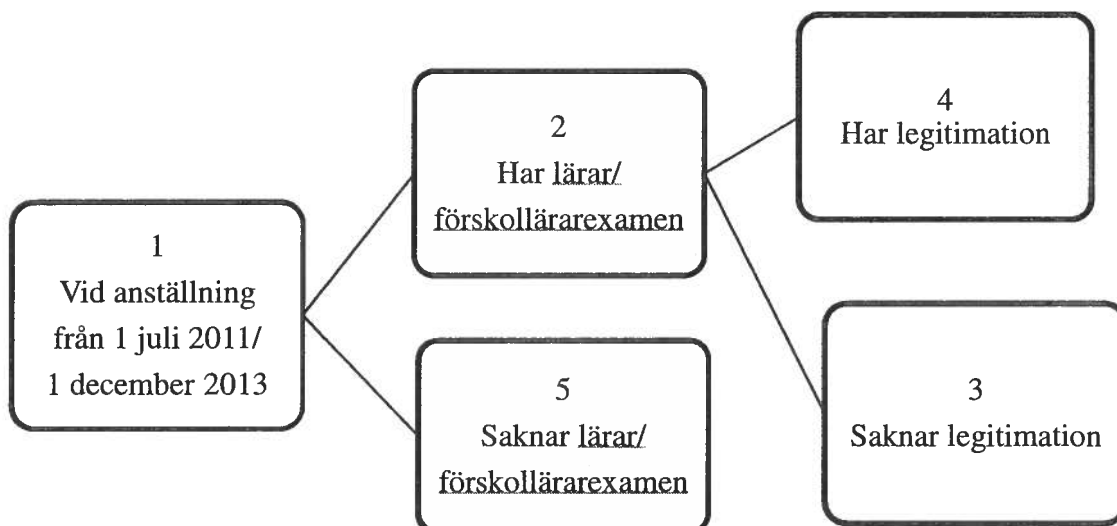 1
Vid anställning
från 1 juli 2011/
1 december 2013
2
Har lärar/
förskollärarexamen
5
Saknar lärar/
förskollärarexamen
4
Har legitimation
3
Saknar legitimation